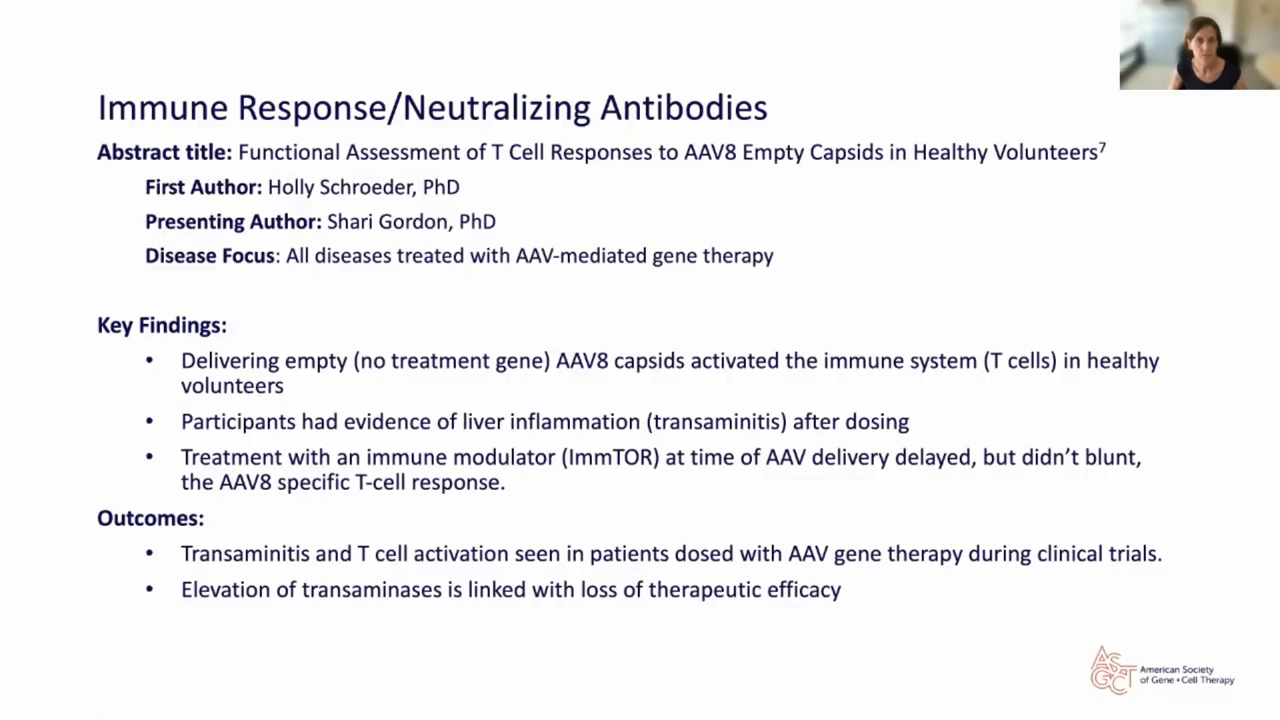 Immune Response/Neutralizing Antibodies
Abstract title: Functional Assessment of T Cell Responses to AAV8 Empty Capsids in Healthy Volunteers⁷
First Author: Holly Schroeder, PhD
Presenting Author: Shari Gordon, PhD
Disease Focus: All diseases treated with AAV-mediated gene therapy
Key Findings:
• Delivering empty (no treatment gene) AAV8 capsids activated the immune system (T cells) in healthy
volunteers
• Participants had evidence of liver inflammation (transaminitis) after dosing
• Treatment with an immune modulator (ImmTOR) at time of AAV delivery delayed, but didn’t blunt,
the AAV8 specific T-cell response.
Outcomes:
• Transaminitis and T cell activation seen in patients dosed with AAV gene therapy during clinical trials.
• Elevation of transaminases is linked with loss of therapeutic efficacy
ASGCT
American Society
of Gene + Cell Therapy